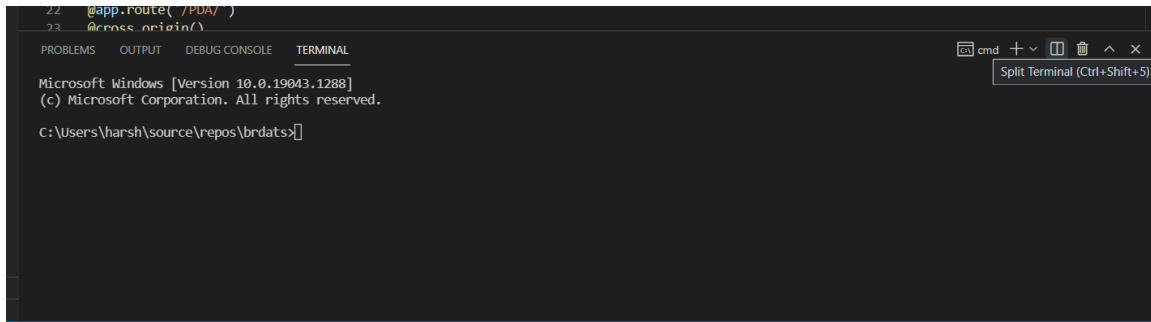 22 @app.route('/PDA/')
23 @cross_origin()
PROBLEMS OUTPUT DEBUG CONSOLE TERMINAL cmd
Split Terminal (Ctrl+Shift+5)
Microsoft Windows [Version 10.0.19043.1288]
(c) Microsoft Corporation. All rights reserved.
C:\Users\harsh\source\repos\brdats>